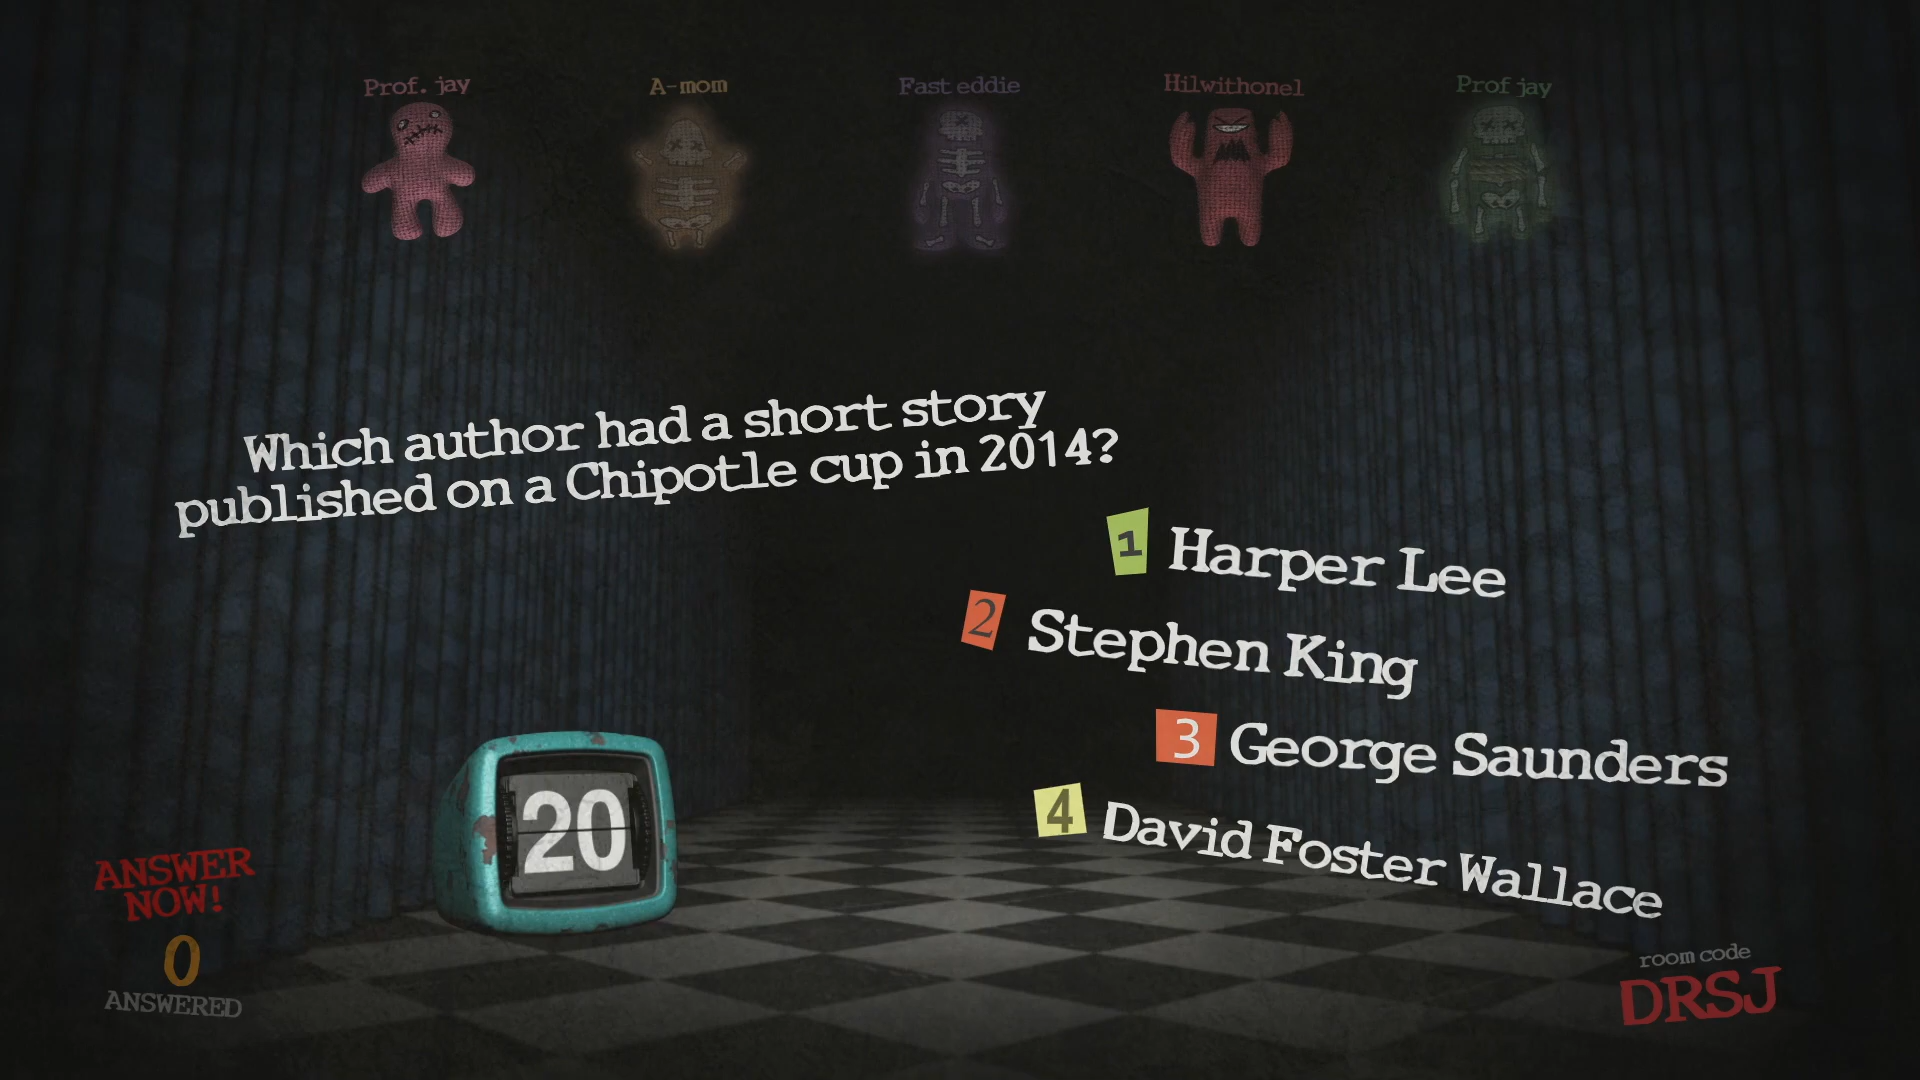 Prof. jay
A-mom
Fast eddie
Hilwithonel
Prof jay
Which author had a short story
published on a Chipotle cup in 2014?
1 Harper Lee
2 Stephen King
3 George Saunders
4 David Foster Wallace
20
ANSWER
NOW!
0
ANSWERED
room code
DRSJ